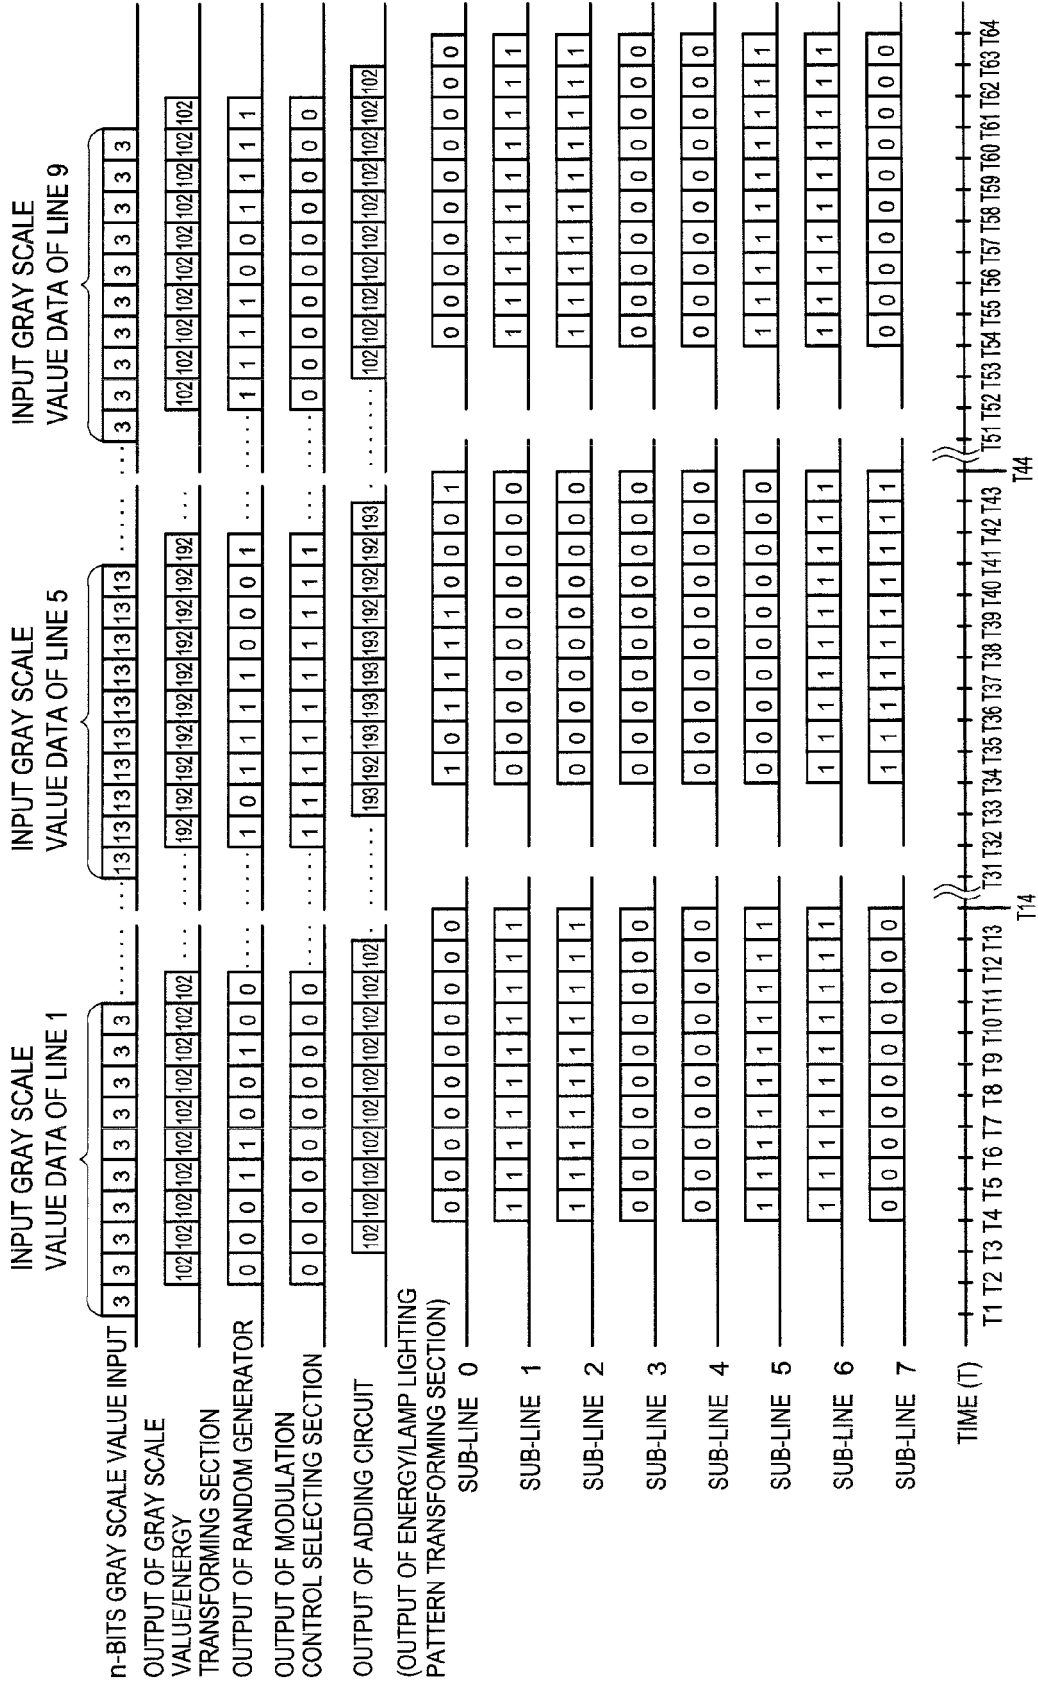 INPUT GRAY SCALE VALUE DATA OF LINE 1
INPUT GRAY SCALE VALUE DATA OF LINE 5
INPUT GRAY SCALE VALUE DATA OF LINE 9
n-BITS GRAY SCALE VALUE INPUT 3 3 3 3 3 3 3 3 3 3 ······ ···· 13 13 13 13 13 13 13 13 13 13 ······ ···· 3 3 3 3 3 3 3 3 3 3
OUTPUT OF GRAY SCALE
VALUE/ENERGY
TRANSFORMING SECTION 102 102 102 102 102 102 102 102 102 102 ··· ····· 192 192 192 192 192 192 192 192 192 192 ··· ····· 102 102 102 102 102 102 102 102 102 102
OUTPUT OF RANDOM GENERATOR 0 0 0 1 1 0 0 1 0 0 ····· 1 0 1 1 1 1 0 0 0 1 ····· 1 1 1 1 0 0 1 1 1 1
OUTPUT OF MODULATION
CONTROL SELECTING SECTION 0 0 0 0 0 0 0 0 0 0 ····· 1 1 1 1 1 1 1 1 1 1 ····· 0 0 0 0 0 0 0 0 0 0
OUTPUT OF ADDING CIRCUIT 102 102 102 102 102 102 102 102 102 102 · ······ 193 192 193 193 193 193 192 192 192 193 · ······ 102 102 102 102 102 102 102 102 102 102
(OUTPUT OF ENERGY/LAMP LIGHTING
PATTERN TRANSFORMING SECTION)
SUB-LINE 0 0 0 0 0 0 0 0 0 0 0 1 0 1 1 1 1 0 0 0 1 0 0 0 0 0 0 0 0 0 0
SUB-LINE 1 1 1 1 1 1 1 1 1 1 1 0 0 0 0 0 0 0 0 0 0 1 1 1 1 1 1 1 1 1 1
SUB-LINE 2 1 1 1 1 1 1 1 1 1 1 0 0 0 0 0 0 0 0 0 0 1 1 1 1 1 1 1 1 1 1
SUB-LINE 3 0 0 0 0 0 0 0 0 0 0 0 0 0 0 0 0 0 0 0 0 0 0 0 0 0 0 0 0 0 0
SUB-LINE 4 0 0 0 0 0 0 0 0 0 0 0 0 0 0 0 0 0 0 0 0 0 0 0 0 0 0 0 0 0 0
SUB-LINE 5 1 1 1 1 1 1 1 1 1 1 0 0 0 0 0 0 0 0 0 0 1 1 1 1 1 1 1 1 1 1
SUB-LINE 6 1 1 1 1 1 1 1 1 1 1 1 1 1 1 1 1 1 1 1 1 1 1 1 1 1 1 1 1 1 1
SUB-LINE 7 0 0 0 0 0 0 0 0 0 0 1 1 1 1 1 1 1 1 1 1 0 0 0 0 0 0 0 0 0 0
TIME (T) T1 T2 T3 T4 T5 T6 T7 T8 T9 T10 T11 T12 T13 T14 T31 T32 T33 T34 T35 T36 T37 T38 T39 T40 T41 T42 T43 T44 T51 T52 T53 T54 T55 T56 T57 T58 T59 T60 T61 T62 T63 T64